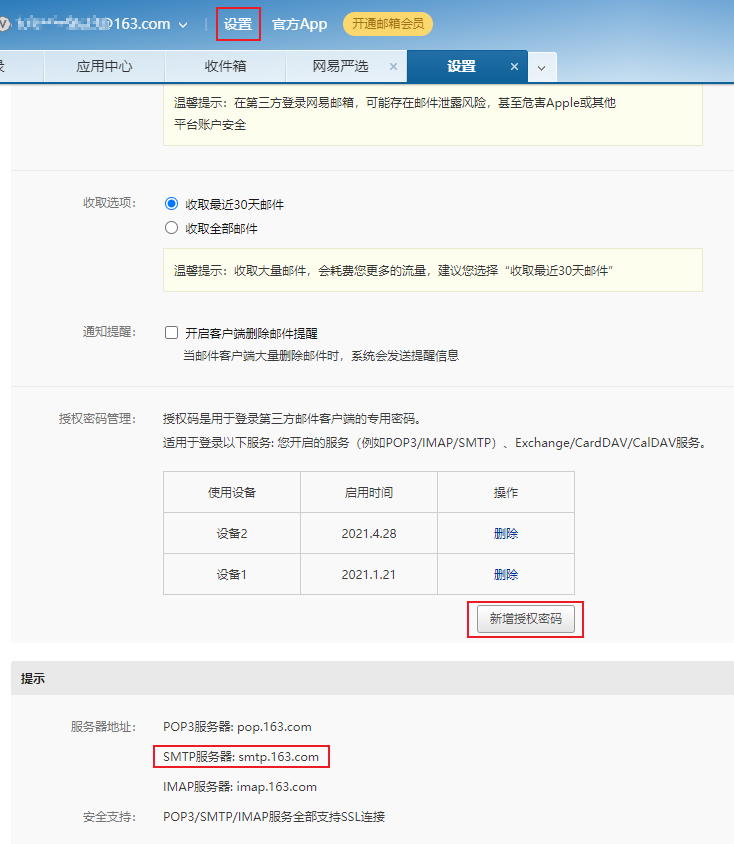 @163.com 设置 官方App 开通邮箱会员
录 应用中心 收件箱 网易严选 × 设置 ×
温馨提示：在第三方登录网易邮箱，可能存在邮件泄露风险，甚至危害Apple或其他
平台账户安全
收取选项： 收取最近30天邮件
收取全部邮件
温馨提示：收取大量邮件，会耗费您更多的流量，建议您选择“收取最近30天邮件”
通知提醒： 开启客户端删除邮件提醒
当邮件客户端大量删除邮件时，系统会发送提醒信息
授权密码管理： 授权码是用于登录第三方邮件客户端的专用密码。
适用于登录以下服务: 您开启的服务（例如POP3/IMAP/SMTP）、Exchange/CardDAV/CalDAV服务。
使用设备 启用时间 操作
设备2 2021.4.28 删除
设备1 2021.1.21 删除
新增授权密码
提示
服务器地址： POP3服务器: pop.163.com
SMTP服务器: smtp.163.com
IMAP服务器: imap.163.com
安全支持： POP3/SMTP/IMAP服务全部支持SSL连接